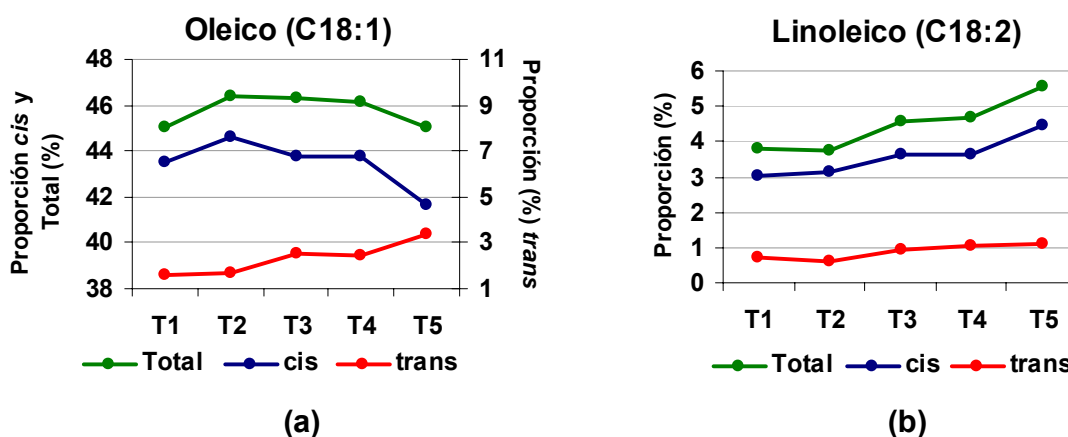 Oleico (C18:1)
Proporción cis y
Total (%)
48
46
44
42
40
38
11
9
7
5
3
1
Proporción (%) trans
T1 T2 T3 T4 T5
Total cis trans
(a)
Linoleico (C18:2)
Proporción (%)
6
5
4
3
2
1
0
T1 T2 T3 T4 T5
Total cis trans
(b)